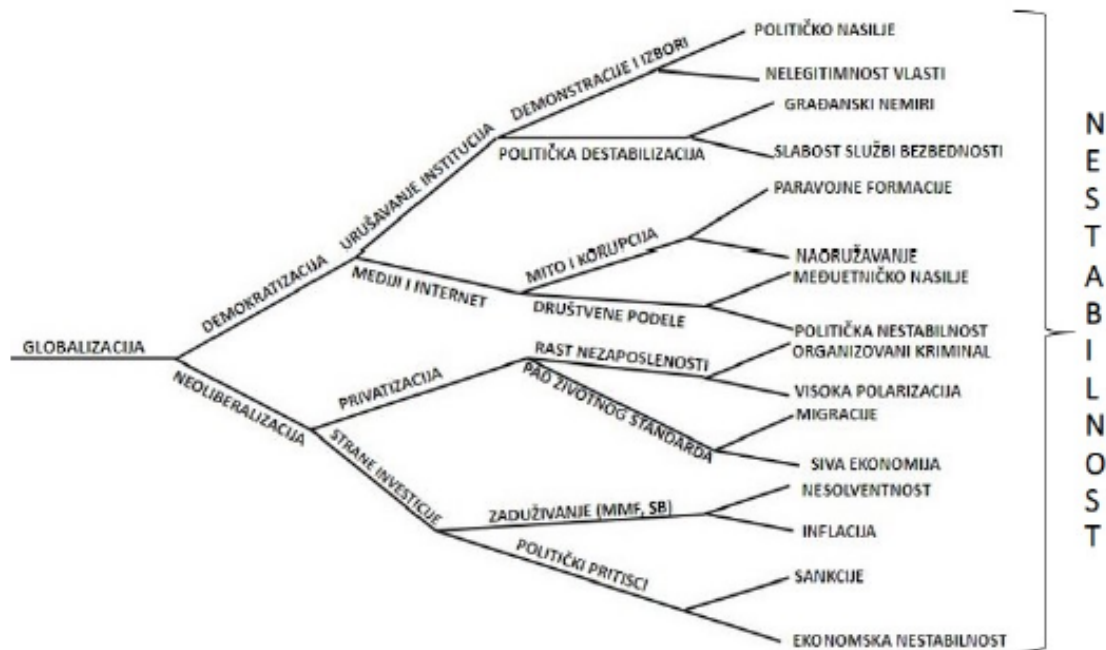 POLITIČKO NASILJE
DEMONSTRACIJE I IZBORI
NELEGITIMNOST VLASTI
GRAĐANSKI NEMIRI
URUŠAVANJE INSTITUCIJA
POLITIČKA DESTABILIZACIJA
SLABOST SLUŽBI BEZBEDNOSTI
PARAVOJNE FORMACIJE
DEMOKRATIZACIJA
MITO I KORUPCIJA
NAORUŽAVANJE
MEDIJI I INTERNET
MEĐUETNIČKO NASILJE
DRUŠTVENE PODELE
POLITIČKA NESTABILNOST
GLOBALIZACIJA
RAST NEZAPOSLENOSTI
ORGANIZOVANI KRIMINAL
NEOLIBERALIZACIJA
PRIVATIZACIJA
PAD ŽIVOTNOG STANDARDA
VISOKA POLARIZACIJA
MIGRACIJE
STRANE INVESTICIJE
SIVA EKONOMIJA
NESOLVENTNOST
ZADUŽIVANJE (MMF, SB)
INFLACIJA
POLITIČKI PRITISCI
SANKCIJE
EKONOMSKA NESTABILNOST
NESTABILNOST